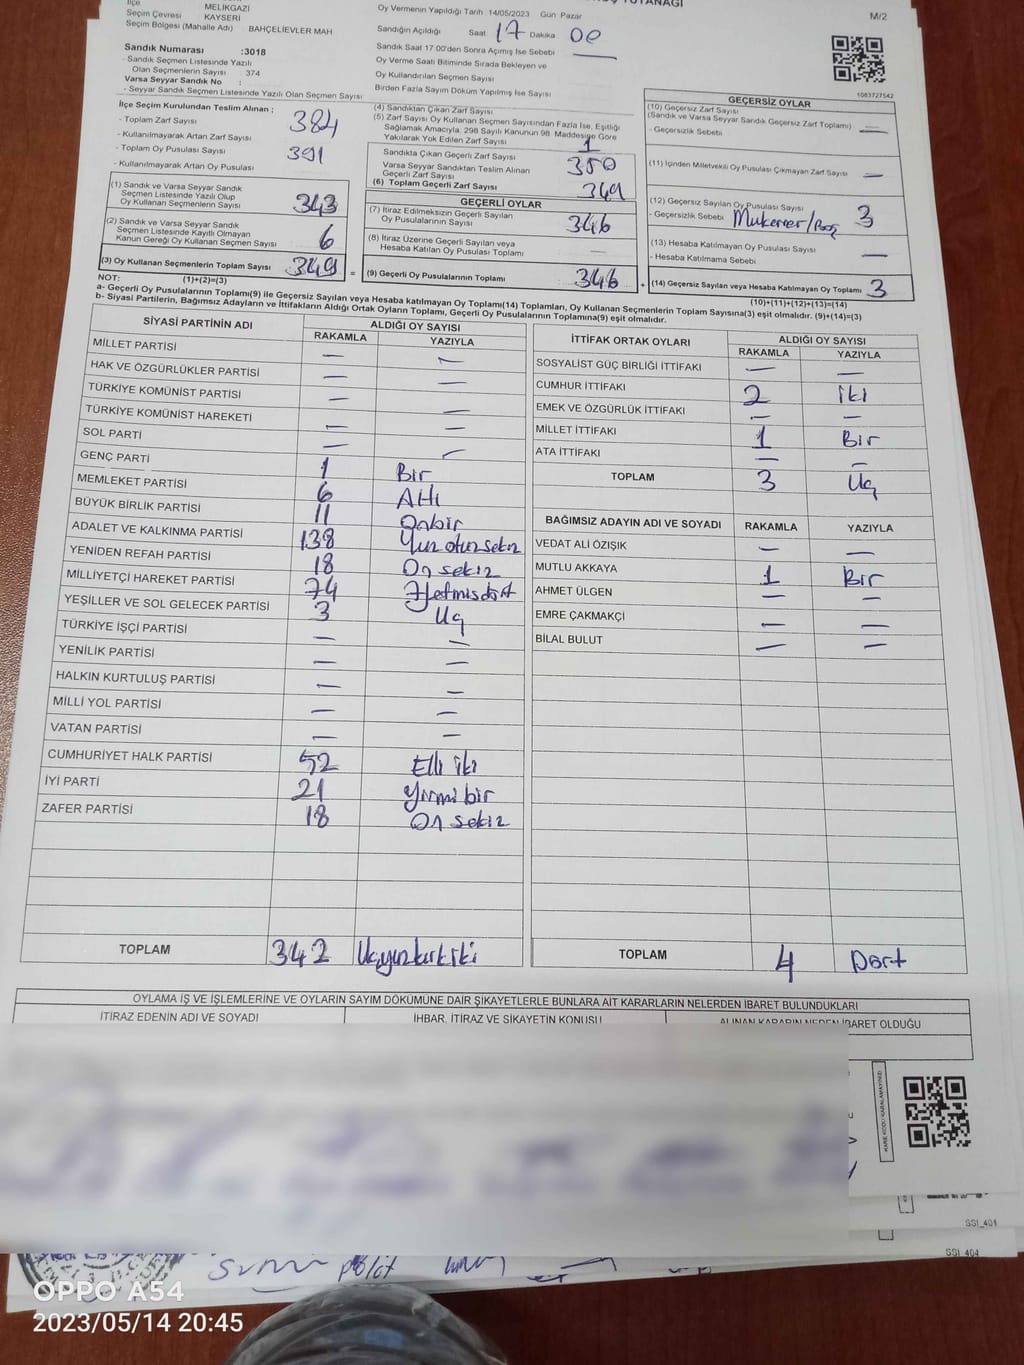 İlçe
MELİKGAZİ
Seçim Çevresi
KAYSERİ
Seçim Bölgesi (Mahalle Adı)
BAHÇELİEVLER MAH
Sandık Numarası :3018
- Sandık Seçmen Listesinde Yazılı
Olan Seçmenlerin Sayısı : 374
Varsa Seyyar Sandık No :
- Seyyar Sandık Seçmen Listesinde Yazılı Olan Seçmen Sayısı
Oy Vermenin Yapıldığı Tarih 14/05/2023 Gün Pazar
Sandığın Açıldığı Saat 17 Dakika 00
Sandık Saat 17.00'den Sonra Açılmış İse Sebebi —
Oy Verme Saati Bitiminde Sırada Bekleyen ve
Oy Kullandırılan Seçmen Sayısı
Birden Fazla Sayım Döküm Yapılmış İse Sayısı
M/2
1083727542
İlçe Seçim Kurulundan Teslim Alınan ;
- Toplam Zarf Sayısı 384
- Kullanılmayarak Artan Zarf Sayısı
- Toplam Oy Pusulası Sayısı 391
- Kullanılmayarak Artan Oy Pusulası
(1) Sandık ve Varsa Seyyar Sandık
Seçmen Listesinde Yazılı Olup
Oy Kullanan Seçmenlerin Sayısı 343
(2) Sandık ve Varsa Seyyar Sandık
Seçmen Listesinde Kayıtlı Olmayan
Kanun Gereği Oy Kullanan Seçmen Sayısı 6
(3) Oy Kullanan Seçmenlerin Toplam Sayısı 349
(4) Sandıktan Çıkan Zarf Sayısı
(5) Zarf Sayısı Oy Kullanan Seçmen Sayısından Fazla İse, Eşitliği
Sağlamak Amacıyla, 298 Sayılı Kanunun 98. Maddesine Göre
Yakılarak Yok Edilen Zarf Sayısı 1
Sandıkta Çıkan Geçerli Zarf Sayısı 350
Varsa Seyyar Sandıktan Teslim Alınan
Geçerli Zarf Sayısı
(6) Toplam Geçerli Zarf Sayısı 349
GEÇERLİ OYLAR
(7) İtiraz Edilmeksizin Geçerli Sayılan
Oy Pusulalarının Sayısı 346
(8) İtiraz Üzerine Geçerli Sayılan veya
Hesaba Katılan Oy Pusulası Toplamı —
= (9) Geçerli Oy Pusulalarının Toplamı 346
GEÇERSİZ OYLAR
(10) Geçersiz Zarf Sayısı
(Sandık ve Varsa Seyyar Sandık Geçersiz Zarf Toplamı) —
- Geçersizlik Sebebi
(11) İçinden Milletvekili Oy Pusulası Çıkmayan Zarf Sayısı —
(12) Geçersiz Sayılan Oy Pusulası Sayısı 3
- Geçersizlik Sebebi Mükerrer/
(13) Hesaba Katılmayan Oy Pusulası Sayısı —
- Hesaba Katılmama Sebebi
+ (14) Geçersiz Sayılan veya Hesaba Katılmayan Oy Toplamı 3
NOT: (1)+(2)=(3)
(10)+(11)+(12)+(13)=(14)
a- Geçerli Oy Pusulalarının Toplamı(9) ile Geçersiz Sayılan veya Hesaba katılmayan Oy Toplamı(14) Toplamları, Oy Kullanan Seçmenlerin Toplam Sayısına(3) eşit olmalıdır. (9)+(14)=(3)
b- Siyasi Partilerin, Bağımsız Adayların ve İttifakların Aldığı Ortak Oyların Toplamı, Geçerli Oy Pusulalarının Toplamına(9) eşit olmalıdır.
SİYASİ PARTİNİN ADI ALDIĞI OY SAYISI
RAKAMLA YAZIYLA
MİLLET PARTİSİ — —
HAK VE ÖZGÜRLÜKLER PARTİSİ — —
TÜRKİYE KOMÜNİST PARTİSİ — —
TÜRKİYE KOMÜNİST HAREKETİ — —
SOL PARTİ — —
GENÇ PARTİ 1 Bir
MEMLEKET PARTİSİ 6 Altı
BÜYÜK BİRLİK PARTİSİ 11 Onbir
ADALET VE KALKINMA PARTİSİ 138 Yüz otuz sekiz
YENİDEN REFAH PARTİSİ 18 On sekiz
MİLLİYETÇİ HAREKET PARTİSİ 74 Yetmişdört
YEŞİLLER VE SOL GELECEK PARTİSİ 3 Üç
TÜRKİYE İŞÇİ PARTİSİ — —
YENİLİK PARTİSİ — —
HALKIN KURTULUŞ PARTİSİ — —
MİLLİ YOL PARTİSİ — —
VATAN PARTİSİ — —
CUMHURİYET HALK PARTİSİ 52 Elli iki
İYİ PARTİ 21 Yirmi bir
ZAFER PARTİSİ 18 On sekiz
TOPLAM 342 Üçyüzkırkiki
İTTİFAK ORTAK OYLARI ALDIĞI OY SAYISI
RAKAMLA YAZIYLA
SOSYALİST GÜÇ BİRLİĞİ İTTİFAKI — —
CUMHUR İTTİFAKI 2 İki
EMEK VE ÖZGÜRLÜK İTTİFAKI — —
MİLLET İTTİFAKI 1 Bir
ATA İTTİFAKI — —
TOPLAM 3 Üç
BAĞIMSIZ ADAYIN ADI VE SOYADI RAKAMLA YAZIYLA
VEDAT ALİ ÖZIŞIK — —
MUTLU AKKAYA 1 Bir
AHMET ÜLGEN — —
EMRE ÇAKMAKÇI — —
BİLAL BULUT — —
TOPLAM 4 Dört
OYLAMA İŞ VE İŞLEMLERİNE VE OYLARIN SAYIM DÖKÜMÜNE DAİR ŞİKAYETLERLE BUNLARA AİT KARARLARIN NELERDEN İBARET BULUNDUKLARI
İTİRAZ EDENİN ADI VE SOYADI İHBAR, İTİRAZ VE ŞİKAYETİN KONUSU ALINAN KARARIN NEDEN İBARET OLDUĞU
KARE KODU KARALAMAYINIZ!
SSI_401
SSI_404
OPPO A54
2023/05/14 20:45